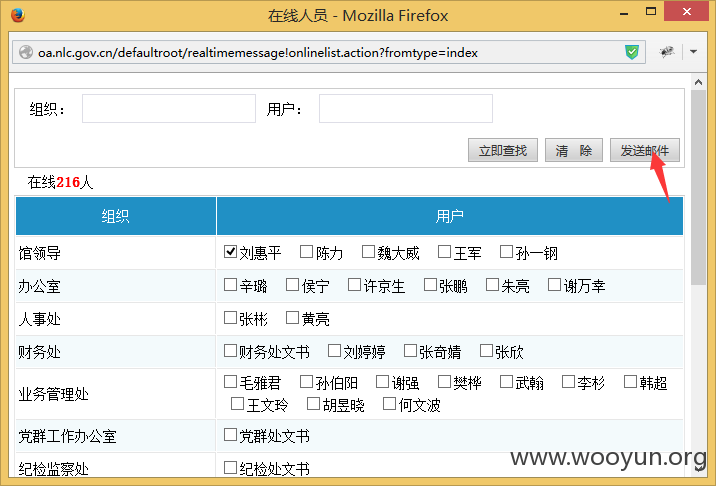 在线人员 - Mozilla Firefox
oa.nlc.gov.cn/defaultroot/realtimemessage!onlinelist.action?fromtype=index
组织： 用户：
立即查找 清 除 发送邮件
在线216人
组织 用户
馆领导 刘惠平 陈力 魏大威 王军 孙一钢
办公室 辛璐 侯宁 许京生 张鹏 朱亮 谢万幸
人事处 张彬 黄亮
财务处 财务处文书 刘婷婷 张奇婧 张欣
业务管理处 毛雅君 孙伯阳 谢强 樊桦 武翰 李杉 韩超
王文玲 胡昱晓 何文波
党群工作办公室 党群处文书
纪检监察处 纪检处文书
www.wooyun.org